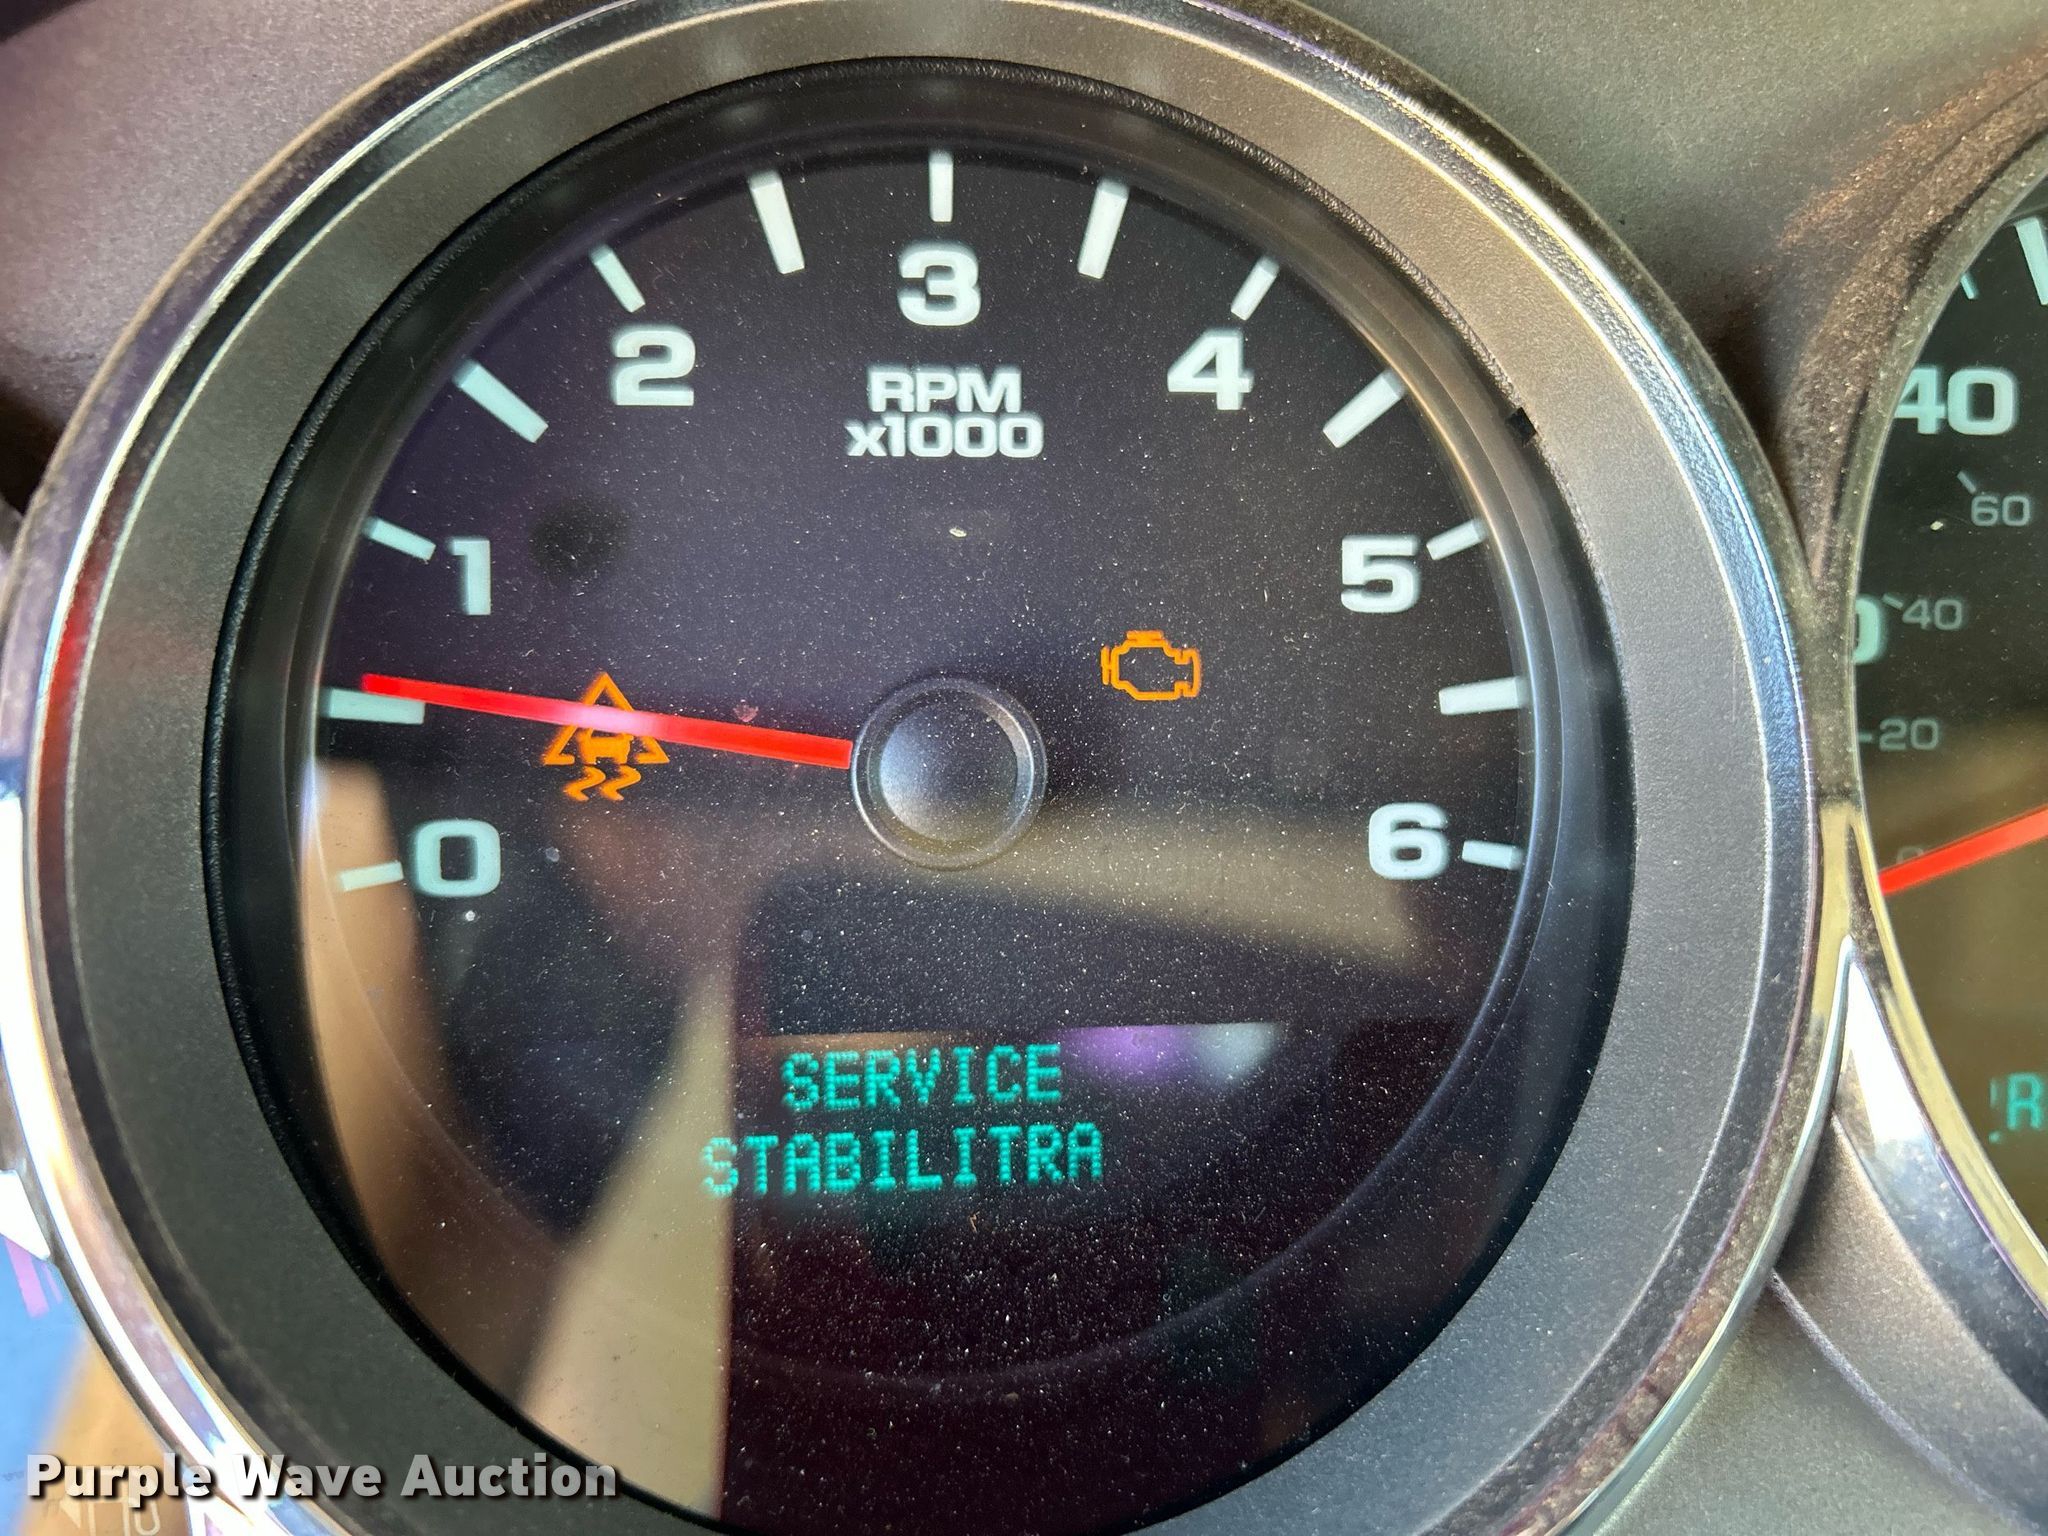 3
2
4
RPM
x1000
40
60
1
5
40
20
0
6
SERVICE
STABILITRA
R
Purple Wave Auction